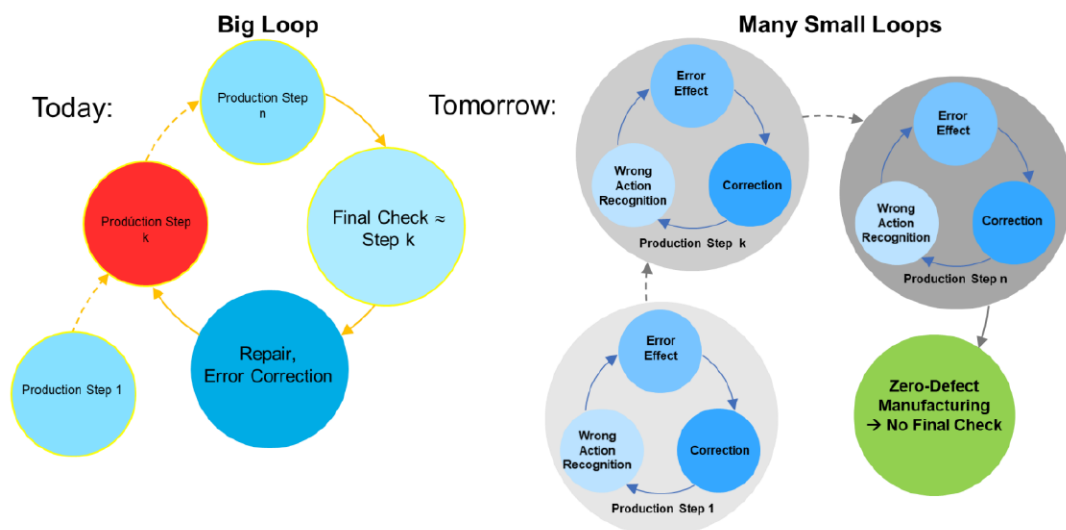 Big Loop
Today:
Production Step
n
Production Step
k
Final Check ≈
Step k
Repair,
Error Correction
Production Step 1
Many Small Loops
Tomorrow:
Error
Effect
Wrong
Action
Recognition
Correction
Production Step k
Error
Effect
Wrong
Action
Recognition
Correction
Production Step n
Error
Effect
Wrong
Action
Recognition
Correction
Production Step 1
Zero-Defect
Manufacturing
→ No Final Check